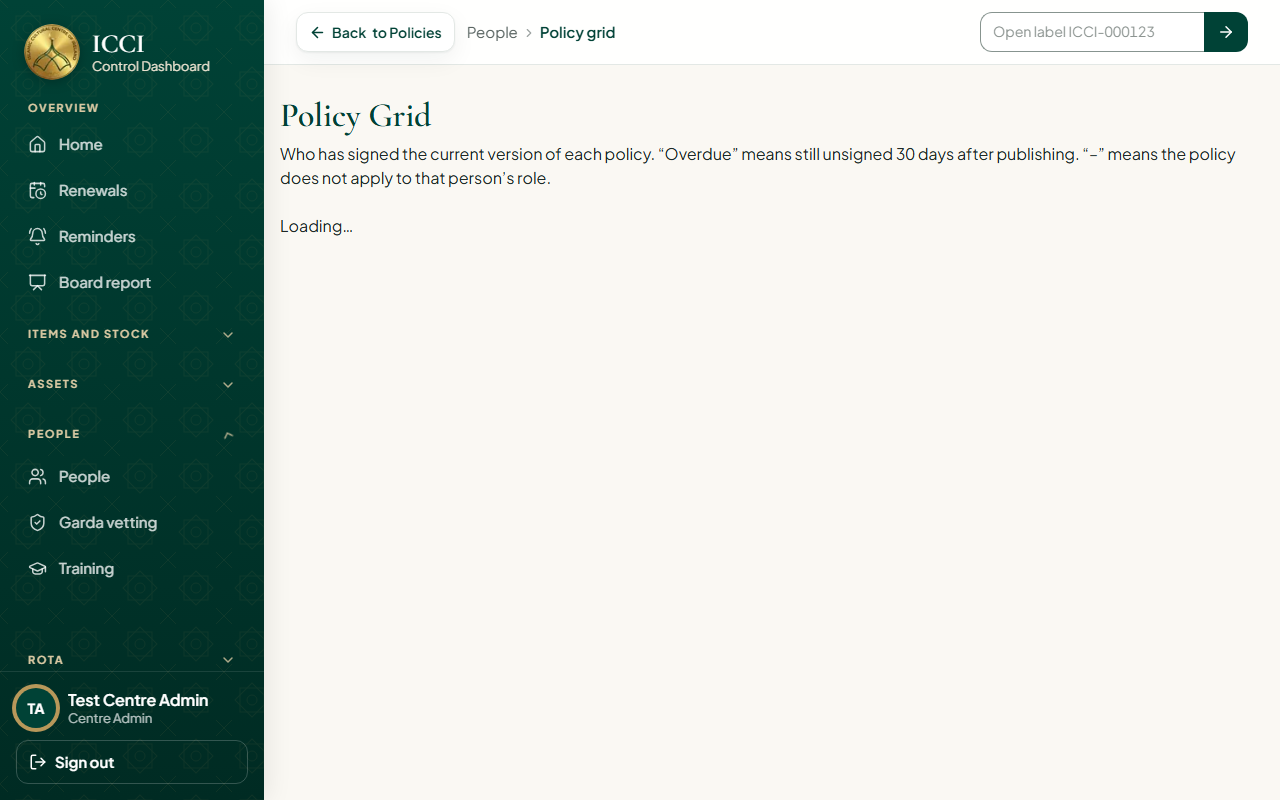 ICCI
Control Dashboard
OVERVIEW
Home
Renewals
Reminders
Board report
ITEMS AND STOCK
ASSETS
PEOPLE
People
Garda vetting
Training
ROTA
TA
Test Centre Admin
Centre Admin
Sign out
Back to Policies
People
Policy grid
Open label ICCI-000123
Policy Grid
Who has signed the current version of each policy. “Overdue” means still unsigned 30 days after publishing. “–” means the policy
does not apply to that person’s role.
Loading…